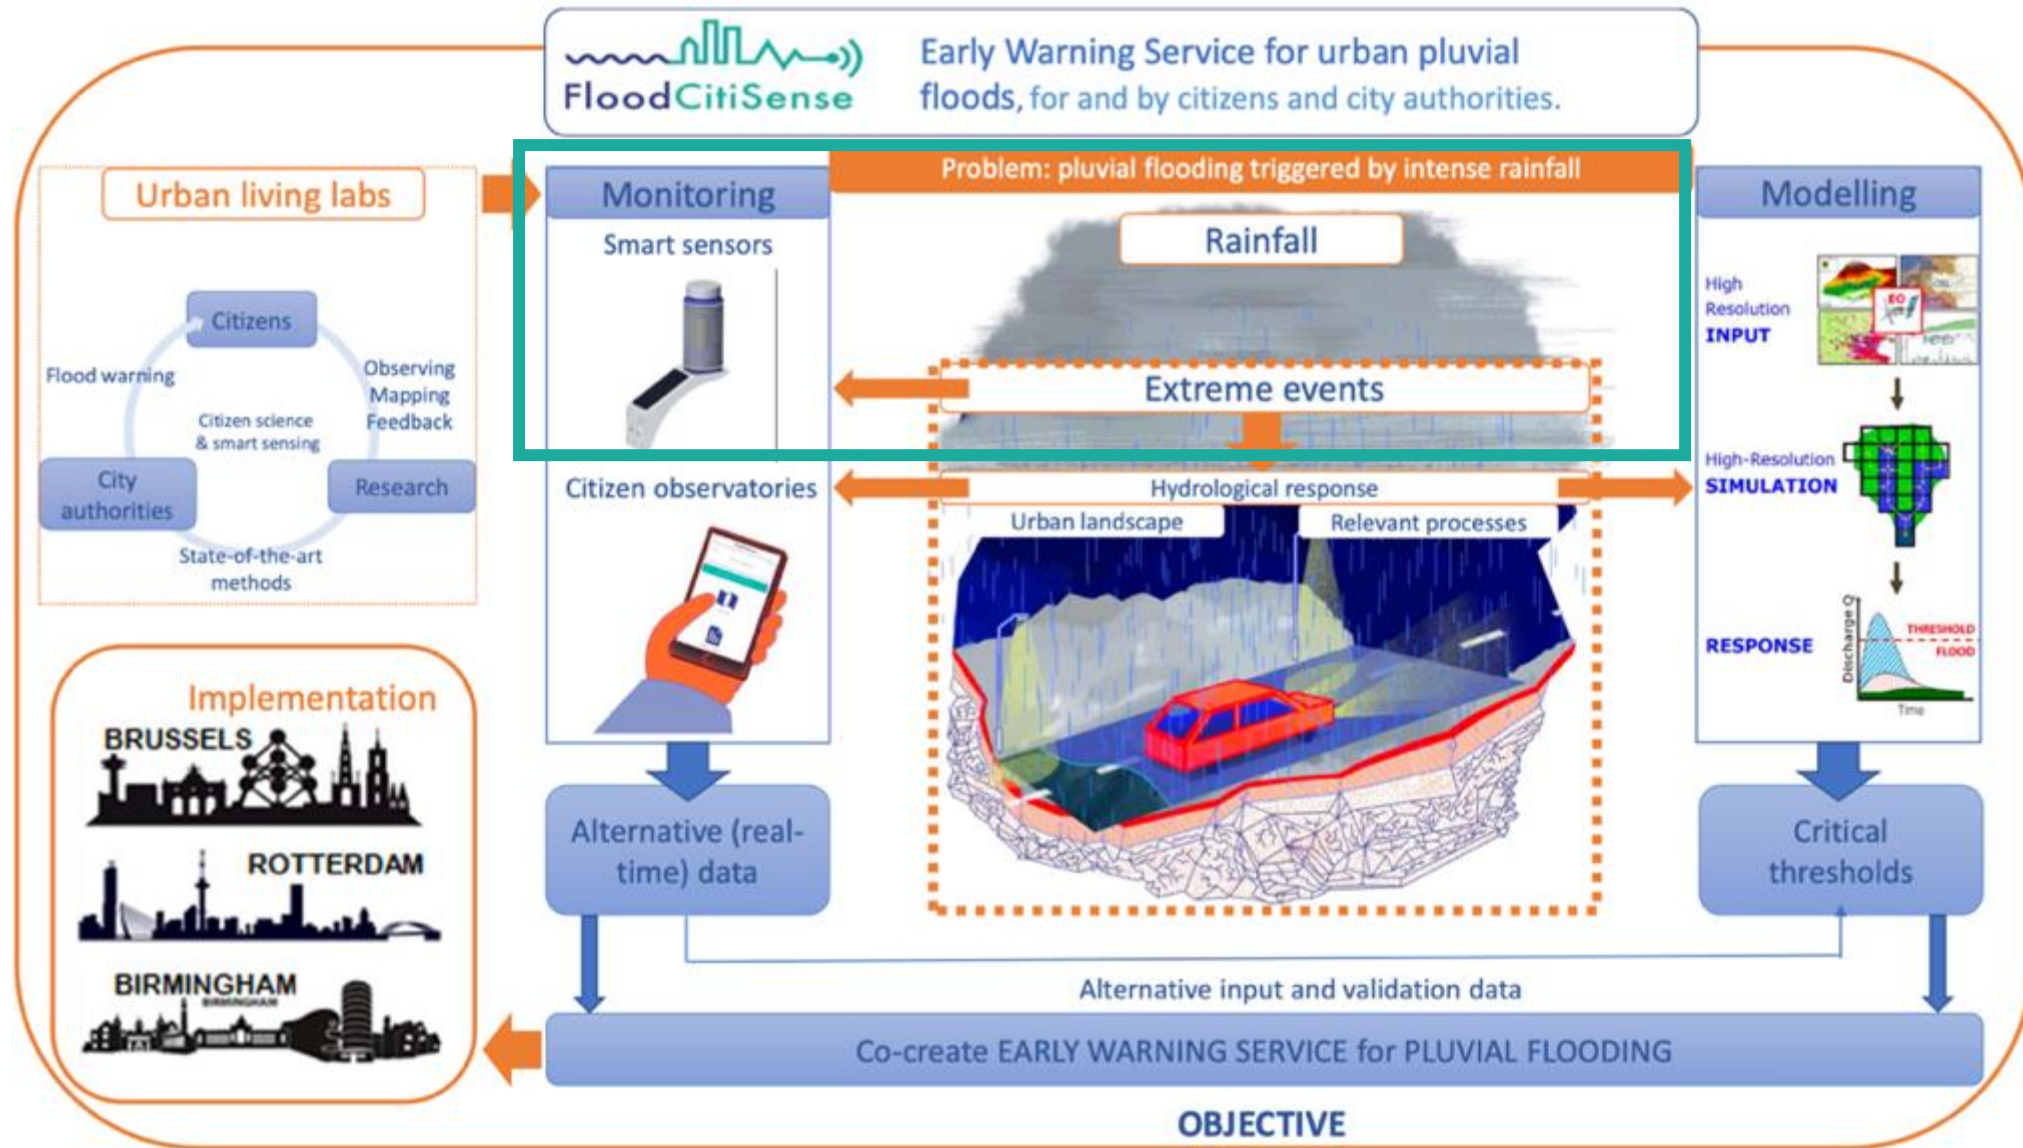 FloodCitiSense
Early Warning Service for urban pluvial
floods, for and by citizens and city authorities.
Urban living labs
Citizens
Flood warning
Observing
Mapping
Feedback
Citizen science
& smart sensing
City
authorities
Research
State-of-the-art
methods
Implementation
BRUSSELS
ROTTERDAM
BIRMINGHAM
BIRMINGHAM
Monitoring
Smart sensors
Citizen observatories
Alternative (real-
time) data
Problem: pluvial flooding triggered by intense rainfall
Rainfall
Extreme events
Hydrological response
Urban landscape
Relevant processes
Modelling
High
Resolution
INPUT
EO
High-Resolution
SIMULATION
RESPONSE
Discharge Q
THRESHOLD
FLOOD
Time
Critical
thresholds
Alternative input and validation data
Co-create EARLY WARNING SERVICE for PLUVIAL FLOODING
OBJECTIVE